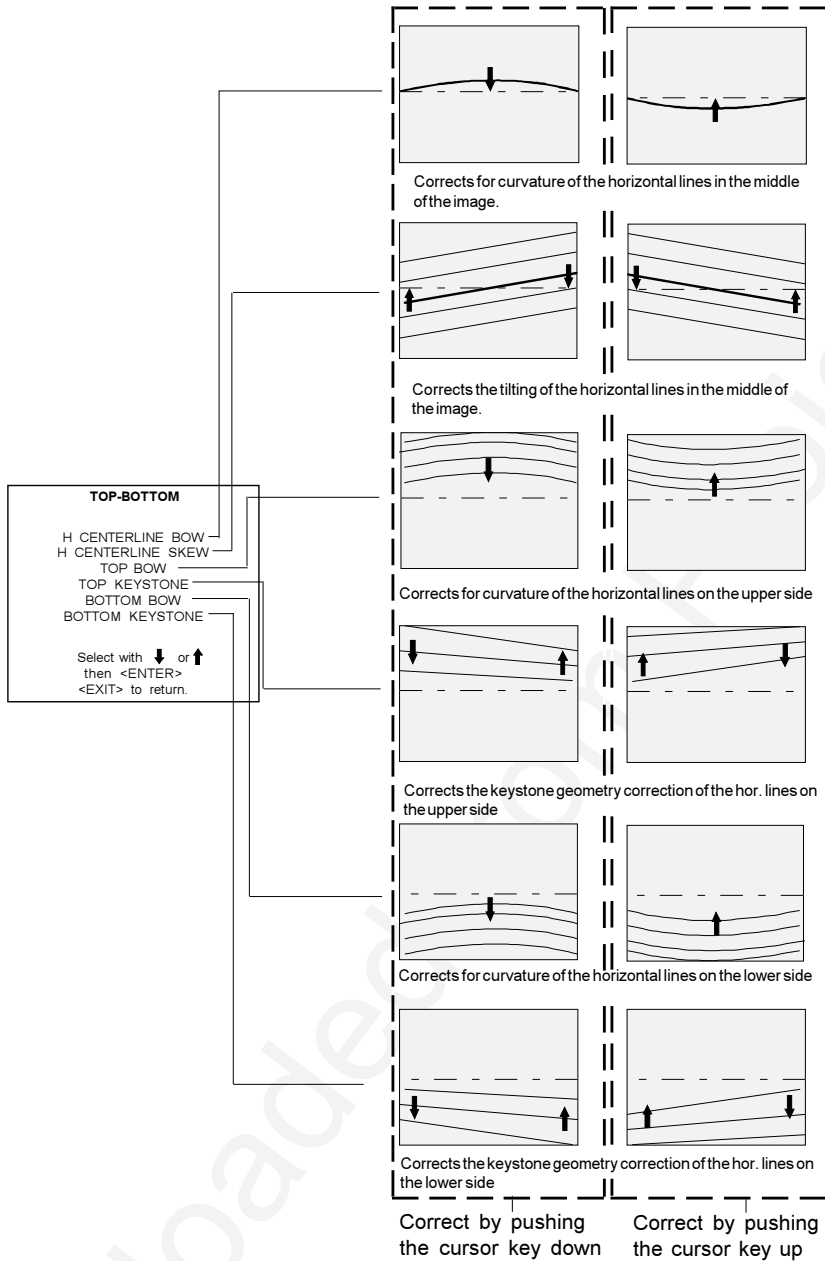 Corrects for curvature of the horizontal lines in the middle
of the image.
Corrects the tilting of the horizontal lines in the middle of
the image.
TOP-BOTTOM
H CENTERLINE BOW
H CENTERLINE SKEW
TOP BOW
TOP KEYSTONE
BOTTOM BOW
BOTTOM KEYSTONE
Select with ⬇ or ⬆
then <ENTER>
<EXIT> to return.
Corrects for curvature of the horizontal lines on the upper side
Corrects the keystone geometry correction of the hor. lines on
the upper side
Corrects for curvature of the horizontal lines on the lower side
Corrects the keystone geometry correction of the hor. lines on
the lower side
Correct by pushing
the cursor key down
Correct by pushing
the cursor key up